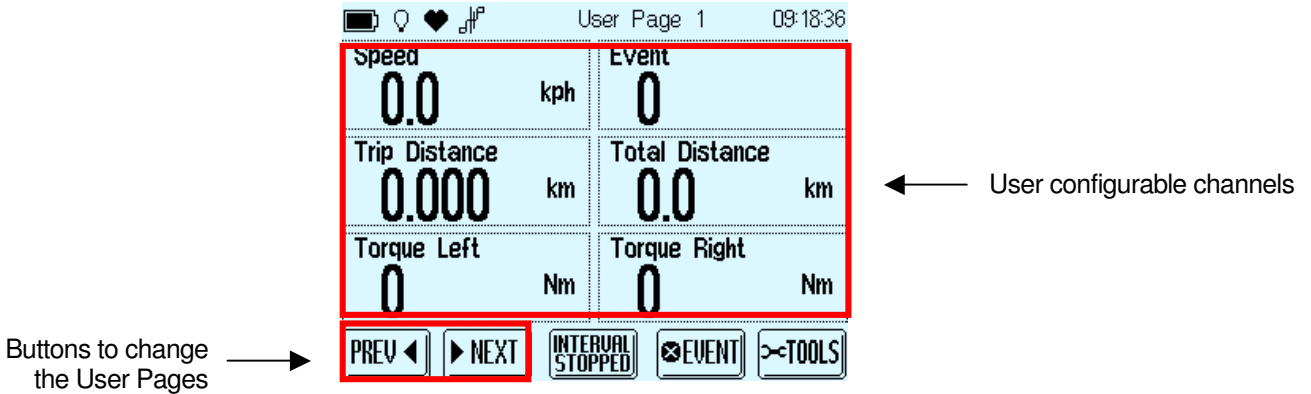 User Page 1 09:18:36
Speed Event
0.0 kph 0
Trip Distance Total Distance
0.000 km 0.0 km
User configurable channels
Torque Left Torque Right
0 Nm 0 Nm
Buttons to change
the User Pages
PREV NEXT INTERVAL STOPPED EVENT TOOLS